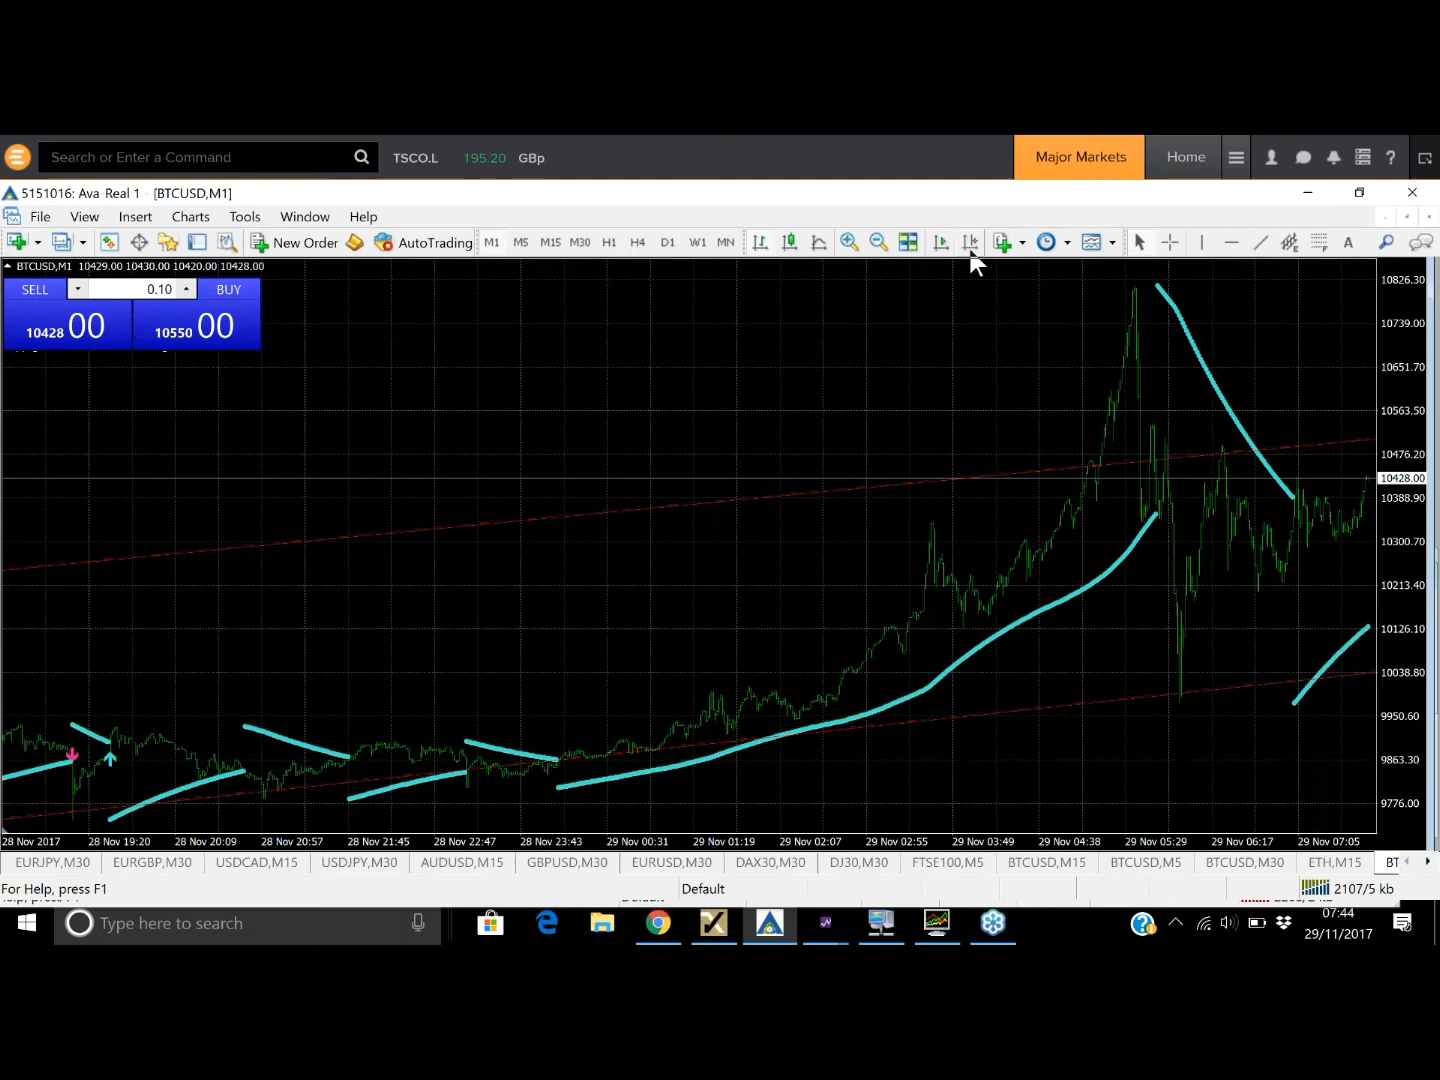 Search or Enter a Command TSCO.L 195.20 GBp Major Markets Home ?
5151016: Ava-Real 1 - [BTCUSD,M1]
File View Insert Charts Tools Window Help
New Order AutoTrading M1 M5 M15 M30 H1 H4 D1 W1 MN A
BTCUSD,M1 10429.00 10430.00 10420.00 10428.00
SELL 0.10 BUY
10428 00 10550 00
10826.30
10739.00
10651.70
10563.50
10476.20
10428.00
10388.90
10300.70
10213.40
10126.10
10038.80
9950.60
9863.30
9776.00
28 Nov 2017 28 Nov 19:20 28 Nov 20:09 28 Nov 20:57 28 Nov 21:45 28 Nov 22:47 28 Nov 23:43 29 Nov 00:31 29 Nov 01:19 29 Nov 02:07 29 Nov 02:55 29 Nov 03:49 29 Nov 04:38 29 Nov 05:29 29 Nov 06:17 29 Nov 07:05
EURJPY,M30 EURGBP,M30 USDCAD,M15 USDJPY,M30 AUDUSD,M15 GBPUSD,M30 EURUSD,M30 DAX30,M30 DJ30,M30 FTSE100,M5 BTCUSD,M15 BTCUSD,M5 BTCUSD,M30 ETH,M15 BT
For Help, press F1 Default 2107/5 kb
Type here to search 07:44
29/11/2017